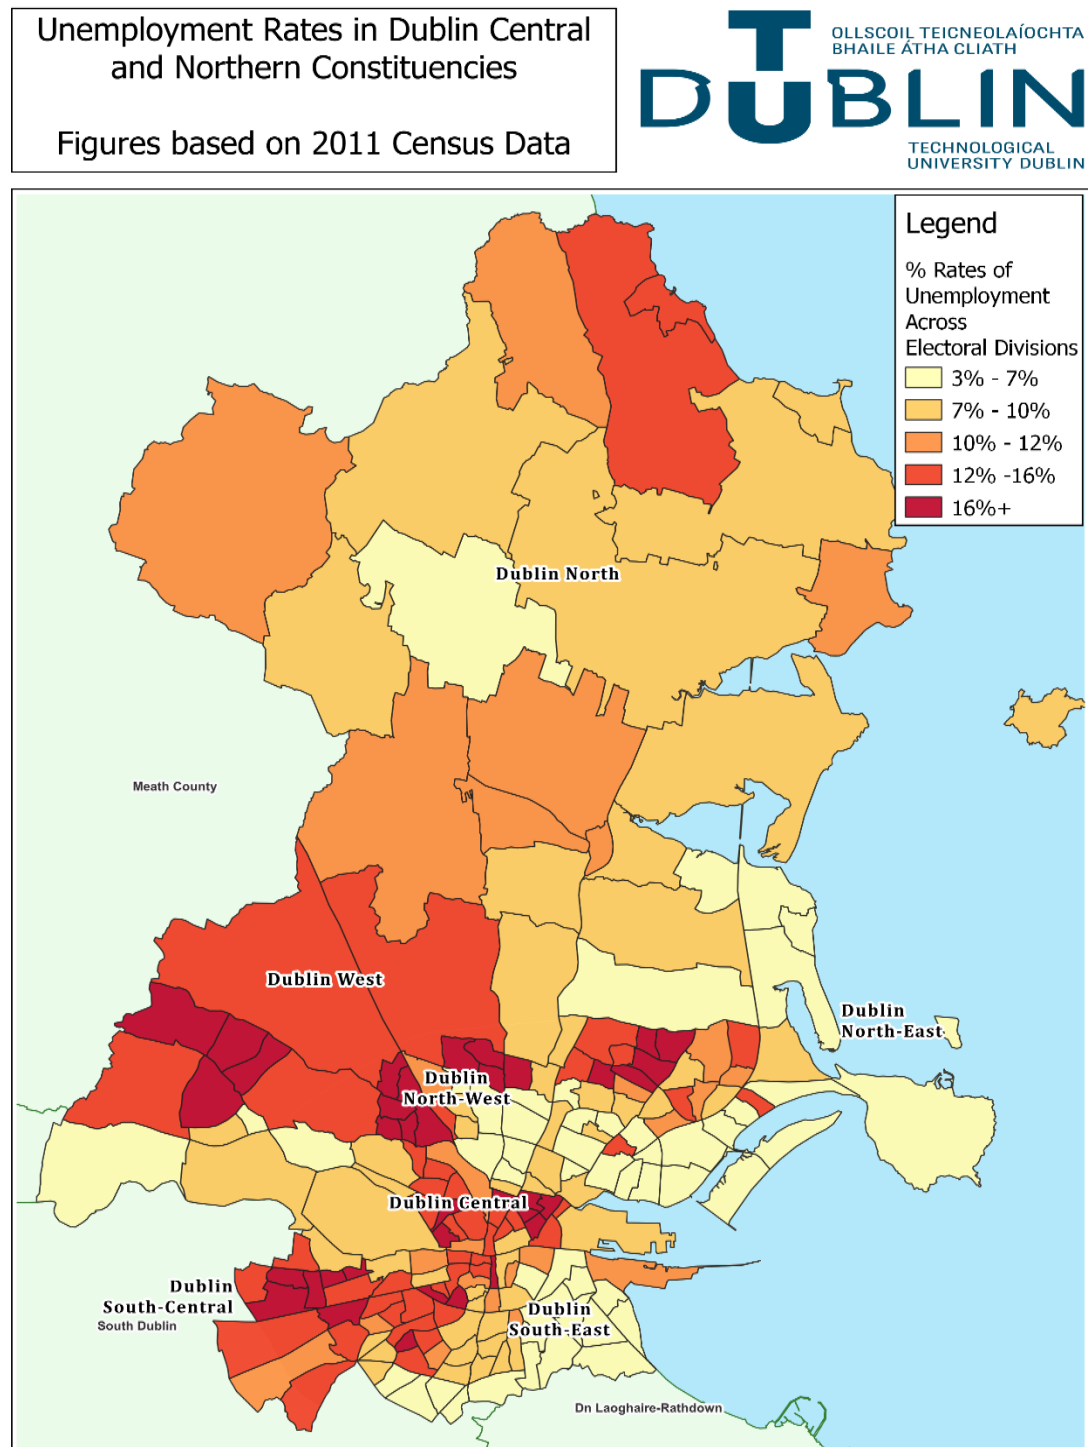 Unemployment Rates in Dublin Central
and Northern Constituencies
Figures based on 2011 Census Data
OLLSCOIL TEICNEOLAÍOCHTA
BHAILE ÁTHA CLIATH
TU DUBLIN
TECHNOLOGICAL
UNIVERSITY DUBLIN
Legend
% Rates of
Unemployment
Across
Electoral Divisions
3% - 7%
7% - 10%
10% - 12%
12% -16%
16%+
Dublin North
Meath County
Dublin West
Dublin
North-East
Dublin
North-West
Dublin Central
Dublin
South-Central
South Dublin
Dublin
South-East
Dn Laoghaire-Rathdown